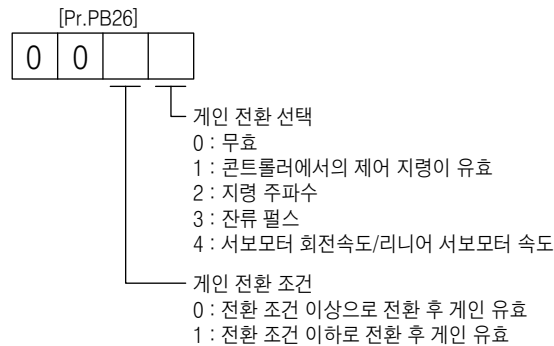 [Pr.PB26]
0 0
게인 전환 선택
0 : 무효
1 : 콘트롤러에서의 제어 지령이 유효
2 : 지령 주파수
3 : 잔류 펄스
4 : 서보모터 회전속도/리니어 서보모터 속도
게인 전환 조건
0 : 전환 조건 이상으로 전환 후 게인 유효
1 : 전환 조건 이하로 전환 후 게인 유효